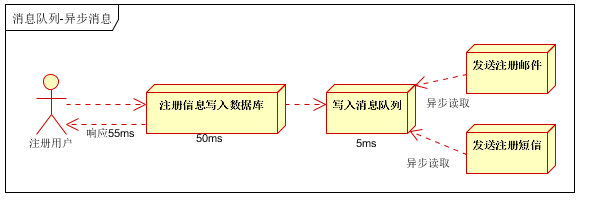 消息队列-异步消息
发送注册邮件
注册信息写入数据库
写入消息队列
异步读取
响应55ms
50ms
5ms
注册用户
发送注册短信
异步读取